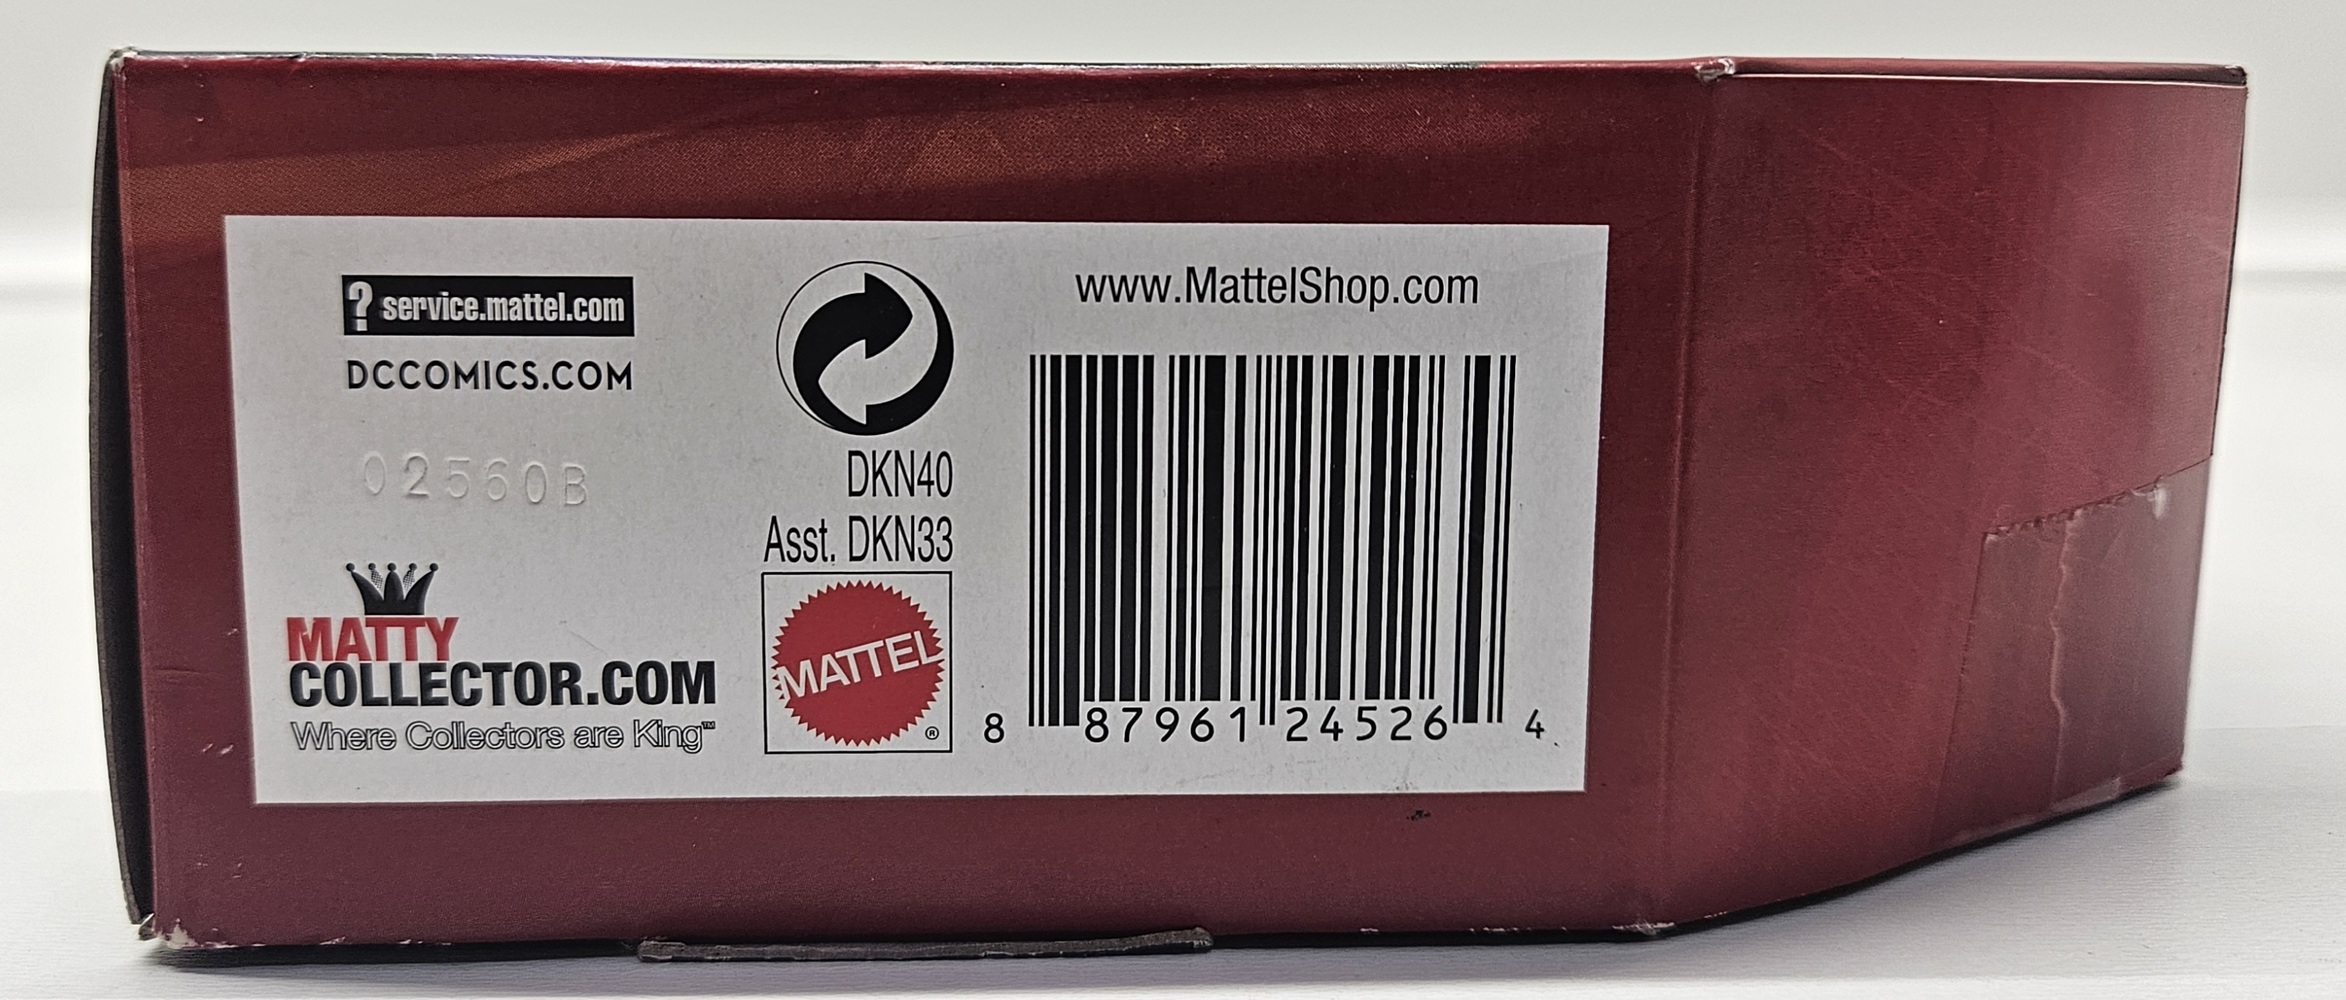 ? service.mattel.com
DCCOMICS.COM
02560B
MATTY
COLLECTOR.COM
Where Collectors are King™
DKN40
Asst. DKN33
MATTEL
®
www.MattelShop.com
8 87961 24526 4